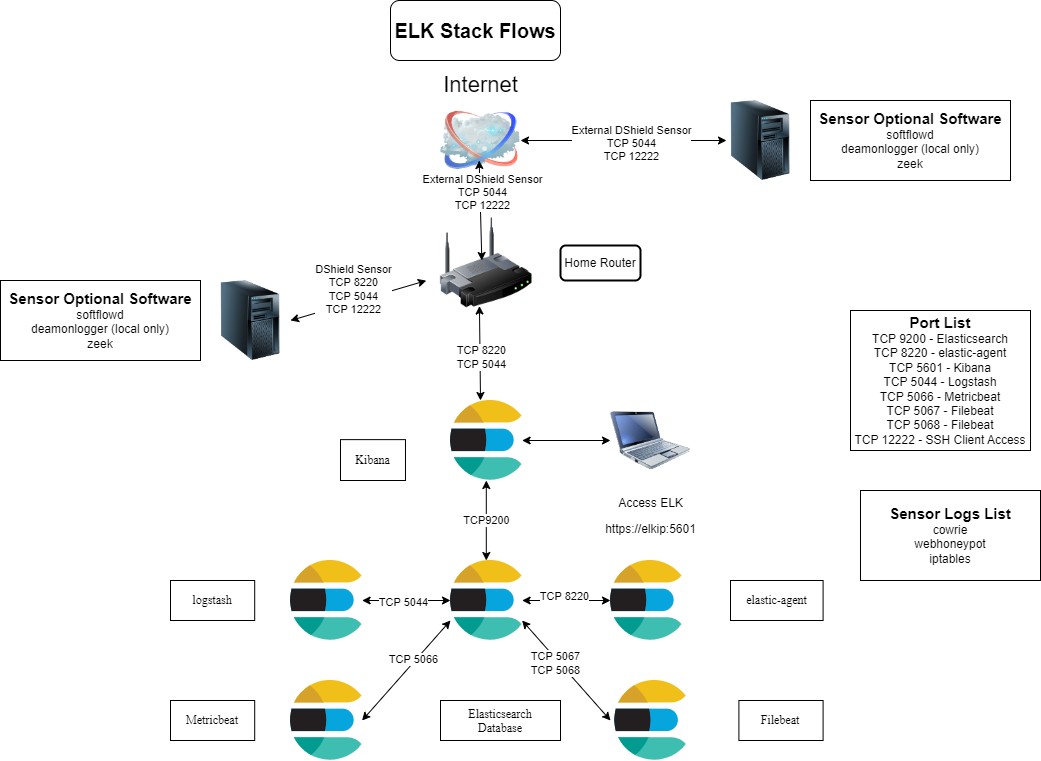 ELK Stack Flows
Internet
External DShield Sensor
TCP 5044
TCP 12222
Sensor Optional Software
softflowd
deamonlogger (local only)
zeek
External DShield Sensor
TCP 5044
TCP 12222
Home Router
DShield Sensor
TCP 8220
TCP 5044
TCP 12222
Sensor Optional Software
softflowd
deamonlogger (local only)
zeek
TCP 8220
TCP 5044
Port List
TCP 9200 - Elasticsearch
TCP 8220 - elastic-agent
TCP 5601 - Kibana
TCP 5044 - Logstash
TCP 5066 - Metricbeat
TCP 5067 - Filebeat
TCP 5068 - Filebeat
TCP 12222 - SSH Client Access
Kibana
Access ELK
https://elkip:5601
TCP9200
Sensor Logs List
cowrie
webhoneypot
iptables
logstash
TCP 5044
TCP 8220
elastic-agent
TCP 5066
TCP 5067
TCP 5068
Metricbeat
Elasticsearch
Database
Filebeat